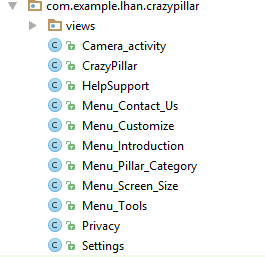 com.example.lhan.crazypillar
views
Camera_activity
CrazyPillar
HelpSupport
Menu_Contact_Us
Menu_Customize
Menu_Introduction
Menu_Pillar_Category
Menu_Screen_Size
Menu_Tools
Privacy
Settings